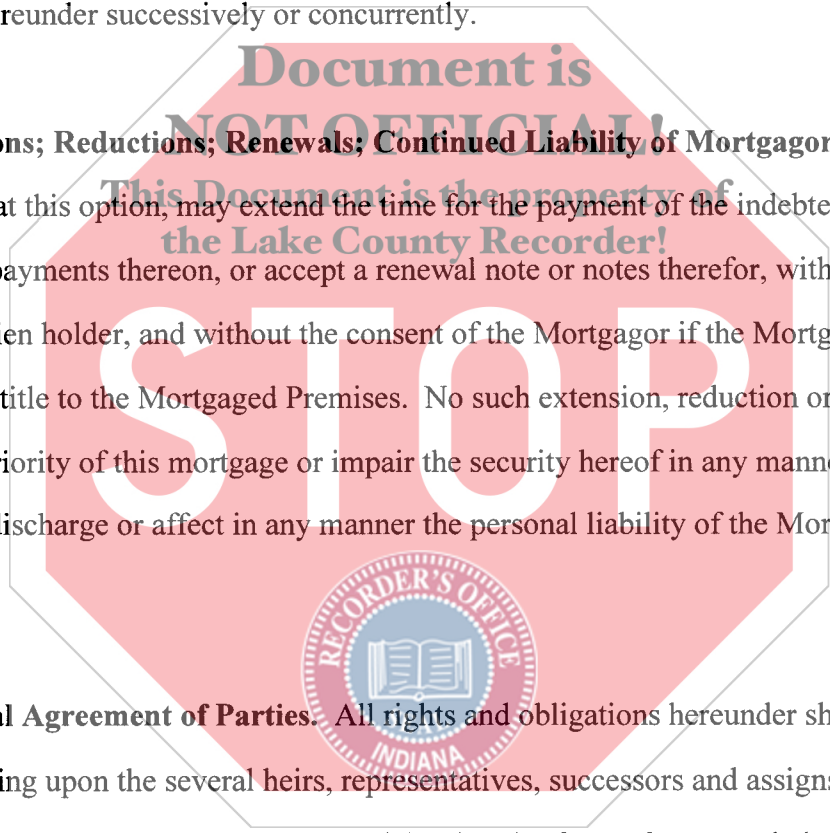 reunder successively or concurrently.
Document is
NOT OFFICIAL!
ons; Reductions; Renewals; Continued Liability of Mortgagor
This Document is the property of
at this option, may extend the time for the payment of the indebte
the Lake County Recorder!
payments thereon, or accept a renewal note or notes therefor, with
ien holder, and without the consent of the Mortgagor if the Mortg
title to the Mortgaged Premises. No such extension, reduction or
STOP
riority of this mortgage or impair the security hereof in any manne
discharge or affect in any manner the personal liability of the Mor
RECORDER'S OFFICE
al Agreement of Parties. All rights and obligations hereunder sh
INDIANA
ing upon the several heirs, representatives, successors and assigns